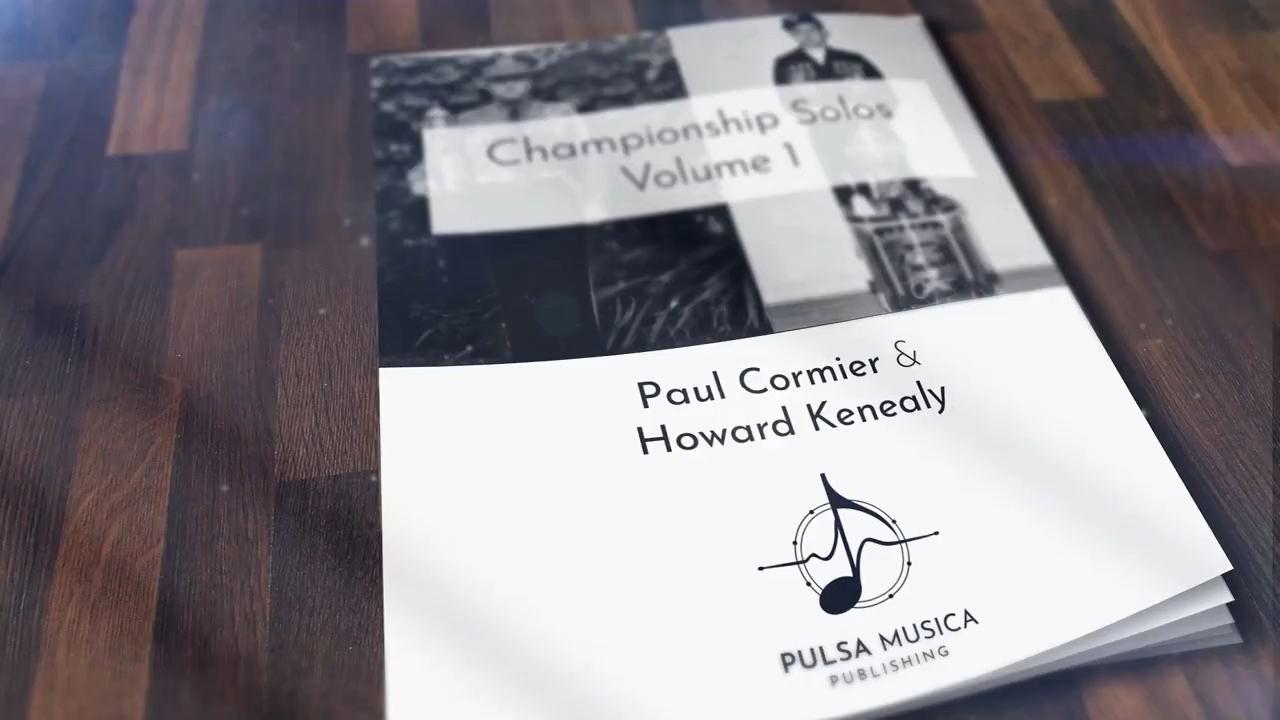 Championship Solos
Volume 1
Paul Cormier &
Howard Kenealy
PULSA MUSICA
PUBLISHING